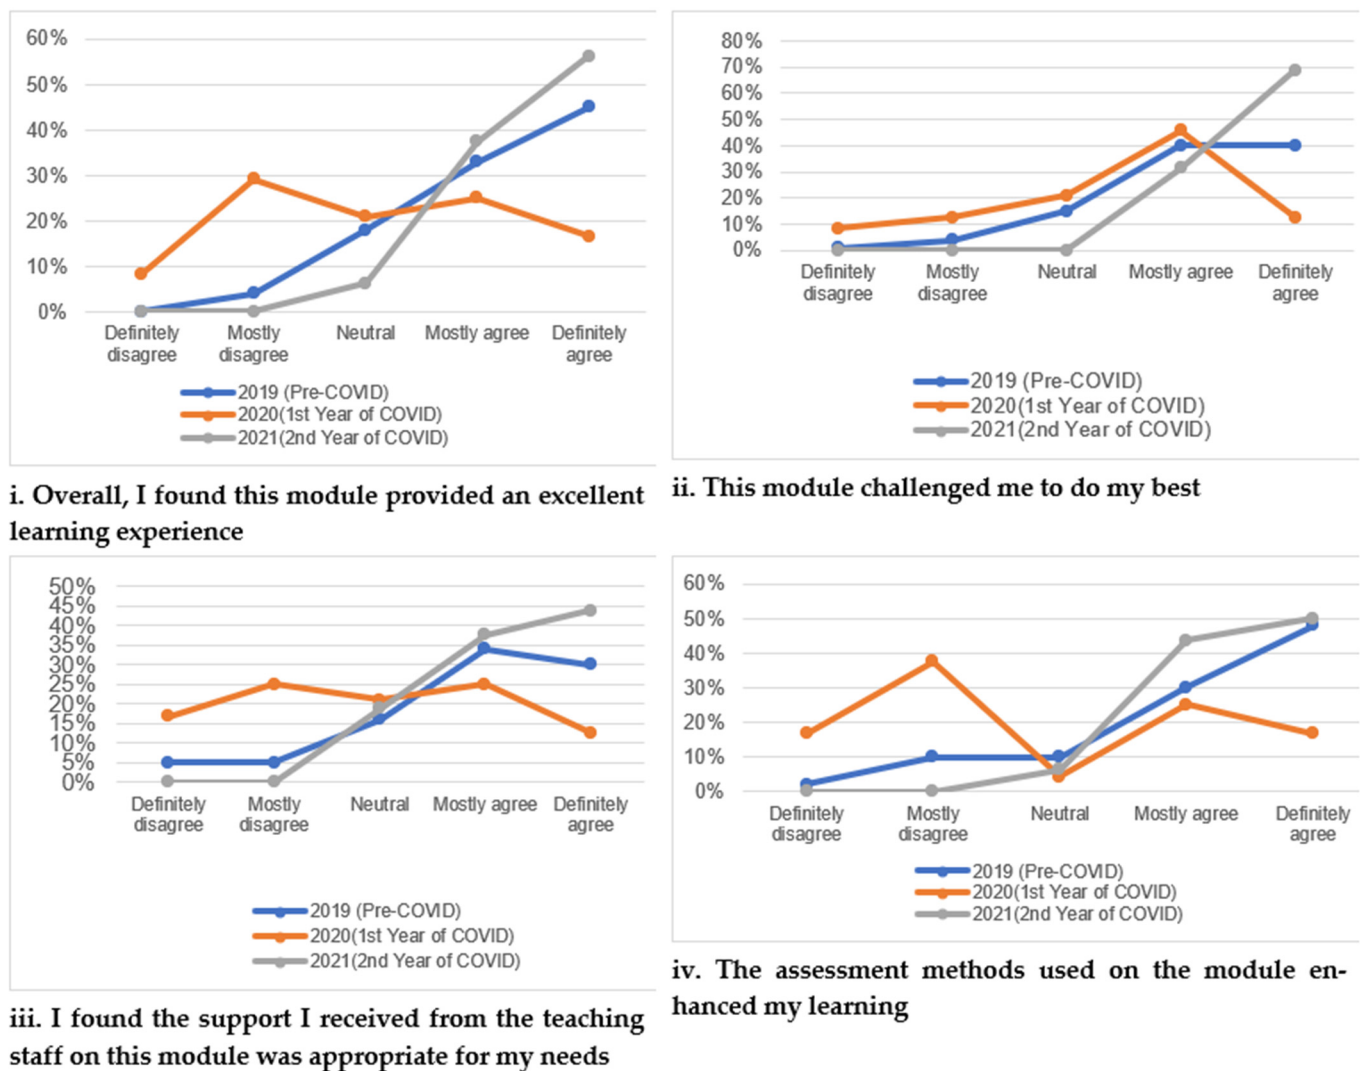 60%
50%
40%
30%
20%
10%
0%
Definitely
disagree
Mostly
disagree
Neutral
Mostly agree
Definitely
agree
2019 (Pre-COVID)
2020(1st Year of COVID)
2021(2nd Year of COVID)
i. Overall, I found this module provided an excellent
learning experience
80%
70%
60%
50%
40%
30%
20%
10%
0%
Definitely
disagree
Mostly
disagree
Neutral
Mostly agree
Definitely
agree
2019 (Pre-COVID)
2020(1st Year of COVID)
2021(2nd Year of COVID)
ii. This module challenged me to do my best
50%
45%
40%
35%
30%
25%
20%
15%
10%
5%
0%
Definitely
disagree
Mostly
disagree
Neutral
Mostly agree
Definitely
agree
2019 (Pre-COVID)
2020(1st Year of COVID)
2021(2nd Year of COVID)
iii. I found the support I received from the teaching
staff on this module was appropriate for my needs
60%
50%
40%
30%
20%
10%
0%
Definitely
disagree
Mostly
disagree
Neutral
Mostly agree
Definitely
agree
2019 (Pre-COVID)
2020(1st Year of COVID)
2021(2nd Year of COVID)
iv. The assessment methods used on the module en-
hanced my learning